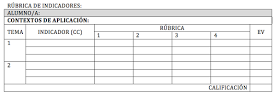 RÚBRICA DE INDICADORES:
ALUMNO/A:
CONTEXTOS DE APLICACIÓN:
TEMA INDICADOR (CC) RÚBRICA EV
1 2 3 4
1
2
CALIFICACIÓN